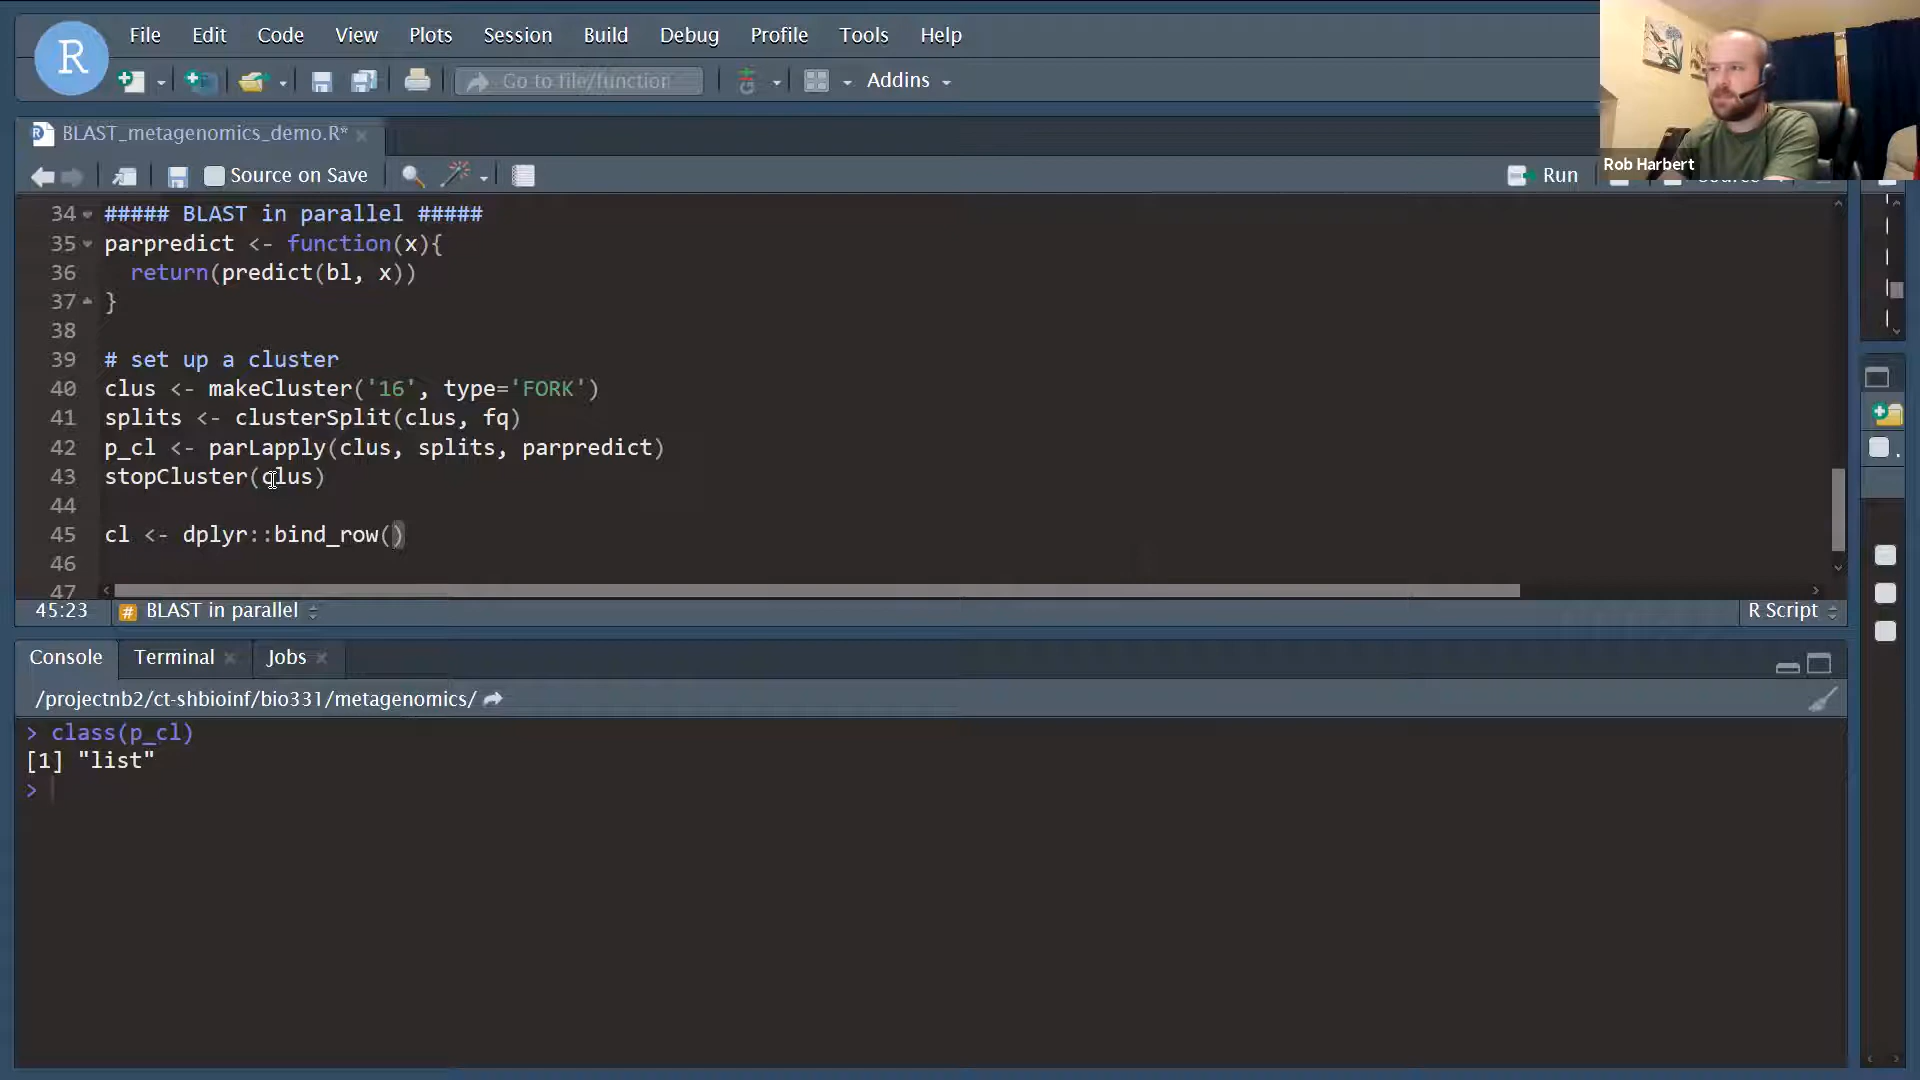 R
File Edit Code View Plots Session Build Debug Profile Tools Help
Go to file/function
Addins
BLAST_metagenomics_demo.R*
Source on Save
Run
Rob Harbert
34 ##### BLAST in parallel #####
35 parpredict <- function(x){
36 return(predict(bl, x))
37 }
38
39 # set up a cluster
40 clus <- makeCluster('16', type='FORK')
41 splits <- clusterSplit(clus, fq)
42 p_cl <- parLapply(clus, splits, parpredict)
43 stopCluster(clus)
44
45 cl <- dplyr::bind_row()
46
47
45:23 # BLAST in parallel R Script
Console Terminal Jobs
/projectnb2/ct-shbioinf/bio331/metagenomics/
> class(p_cl)
[1] "list"
>